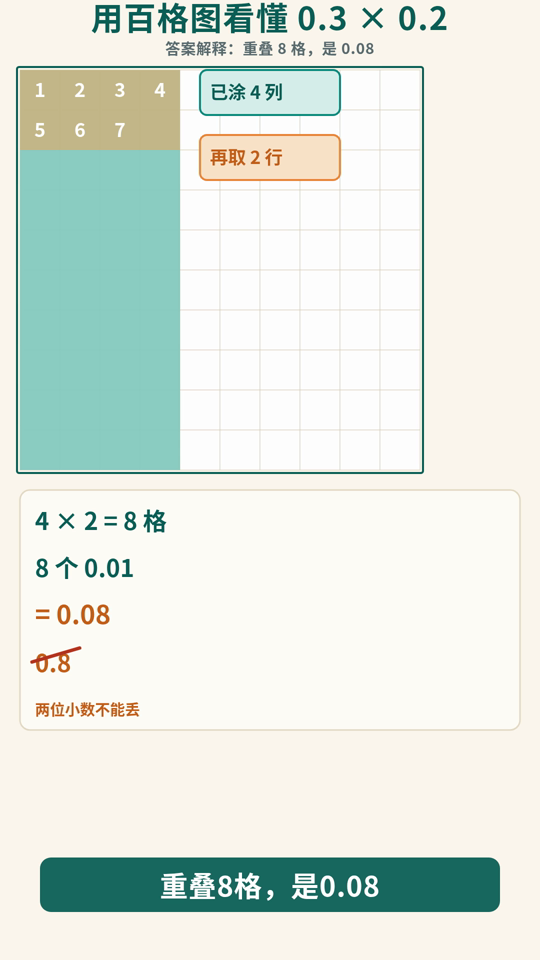 用百格图看懂 0.3 × 0.2
答案解释：重叠 8 格，是 0.08
1 2 3 4
已涂 4 列
5 6 7
再取 2 行
4 × 2 = 8 格
8 个 0.01
= 0.08
0.8
两位小数不能丢
重叠8格，是0.08